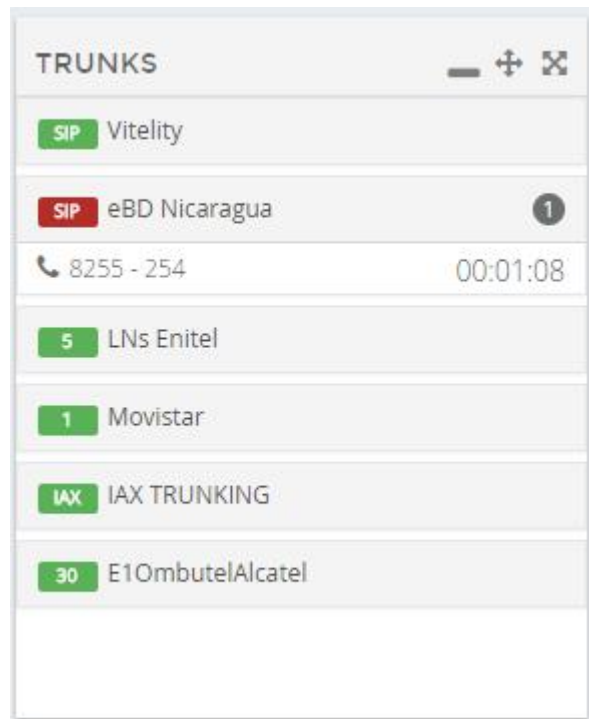 TRUNKS
SIP Vitelity
SIP eBD Nicaragua 1
8255 - 254 00:01:08
5 LNs Enitel
1 Movistar
IAX IAX TRUNKING
30 E1OmbutelAlcatel